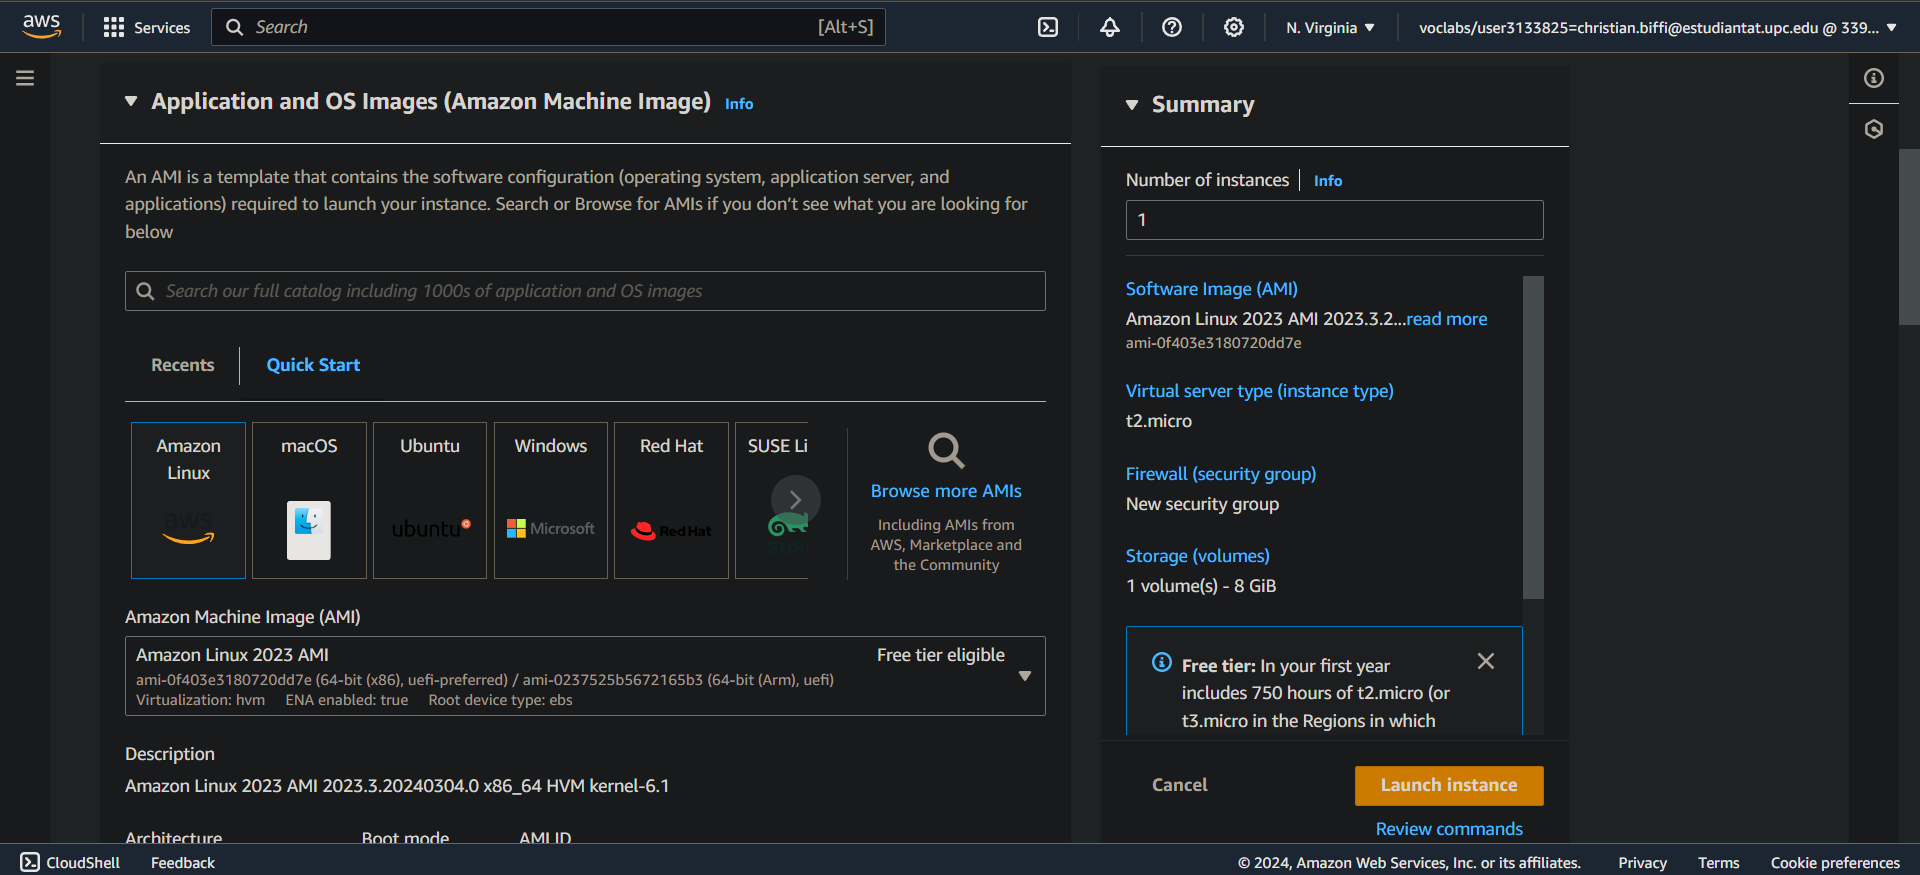 aws
Services
Search
[Alt+S]
N. Virginia
voclabs/user3133825=christian.biffi@estudiantat.upc.edu @ 339...
Application and OS Images (Amazon Machine Image) Info
An AMI is a template that contains the software configuration (operating system, application server, and
applications) required to launch your instance. Search or Browse for AMIs if you don’t see what you are looking for
below
Search our full catalog including 1000s of application and OS images
Recents
Quick Start
Amazon
Linux
aws
macOS
Ubuntu
ubuntu
Windows
Microsoft
Red Hat
Red Hat
SUSE Li
SUS
Browse more AMIs
Including AMIs from
AWS, Marketplace and
the Community
Amazon Machine Image (AMI)
Amazon Linux 2023 AMI
Free tier eligible
ami-0f403e3180720dd7e (64-bit (x86), uefi-preferred) / ami-0237525b5672165b3 (64-bit (Arm), uefi)
Virtualization: hvm ENA enabled: true Root device type: ebs
Description
Amazon Linux 2023 AMI 2023.3.20240304.0 x86_64 HVM kernel-6.1
Architecture
Boot mode
AMI ID
Summary
Number of instances
Info
1
Software Image (AMI)
Amazon Linux 2023 AMI 2023.3.2...read more
ami-0f403e3180720dd7e
Virtual server type (instance type)
t2.micro
Firewall (security group)
New security group
Storage (volumes)
1 volume(s) - 8 GiB
Free tier: In your first year
includes 750 hours of t2.micro (or
t3.micro in the Regions in which
Cancel
Launch instance
Review commands
CloudShell
Feedback
© 2024, Amazon Web Services, Inc. or its affiliates.
Privacy
Terms
Cookie preferences